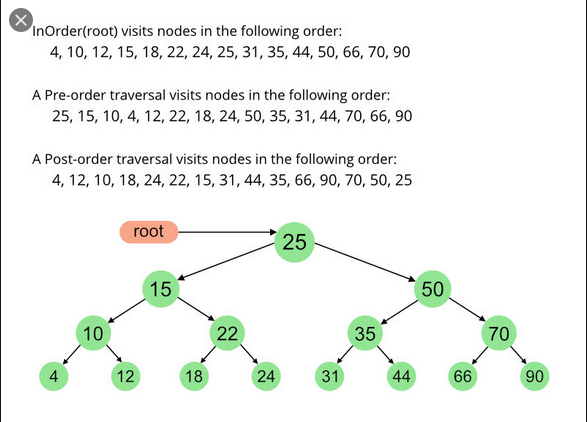 InOrder(root) visits nodes in the following order:
4, 10, 12, 15, 18, 22, 24, 25, 31, 35, 44, 50, 66, 70, 90
A Pre-order traversal visits nodes in the following order:
25, 15, 10, 4, 12, 22, 18, 24, 50, 35, 31, 44, 70, 66, 90
A Post-order traversal visits nodes in the following order:
4, 12, 10, 18, 24, 22, 15, 31, 44, 35, 66, 90, 70, 50, 25
root
25
15 50
10 22 35 70
4 12 18 24 31 44 66 90